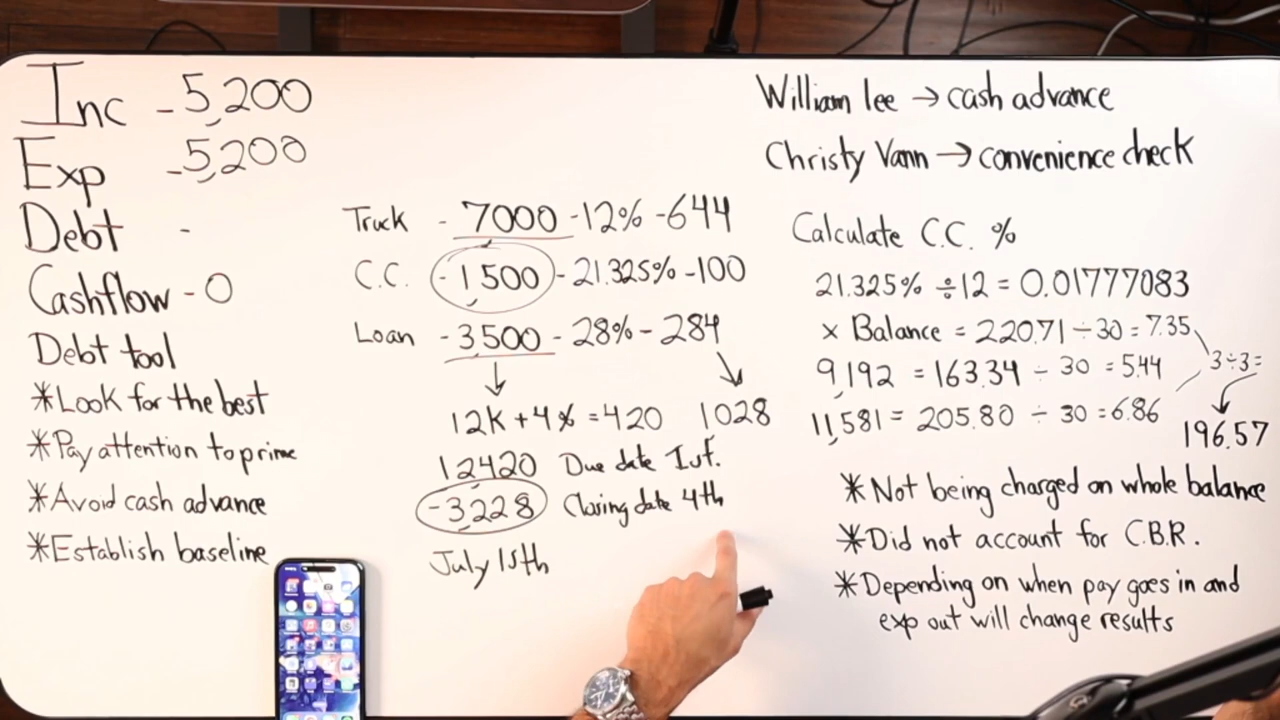 Inc - 5,200
Exp - 5,200
Debt -
Cashflow - 0
Debt tool
*Look for the best
*Pay attention to prime
*Avoid cash advance
*Establish baseline
Truck - 7000 - 12% - 644
C.C. - 1,500 - 21.325% - 100
Loan - 3,500 - 28% - 284
12K + 4% = 420 1028
12420 Due date 1st.
- 3,228 Closing date 4th
July 15th
William lee → cash advance
Christy Vann → convenience check
Calculate C.C. %
21.325% ÷ 12 = 0.01777083
x Balance = 220.71 ÷ 30 = 7.35
9,192 = 163.34 ÷ 30 = 5.44
3 ÷ 3 =
11,581 = 205.80 ÷ 30 = 6.86
196.57
*Not being charged on whole balance
*Did not account for C.B.R.
*Depending on when pay goes in and
exp out will change results